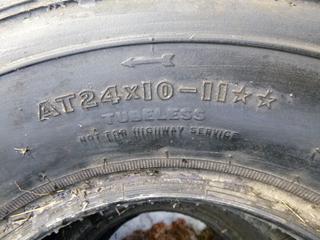 AT24x10-11☆☆
TUBELESS
NOT FOR HIGHWAY SERVICE